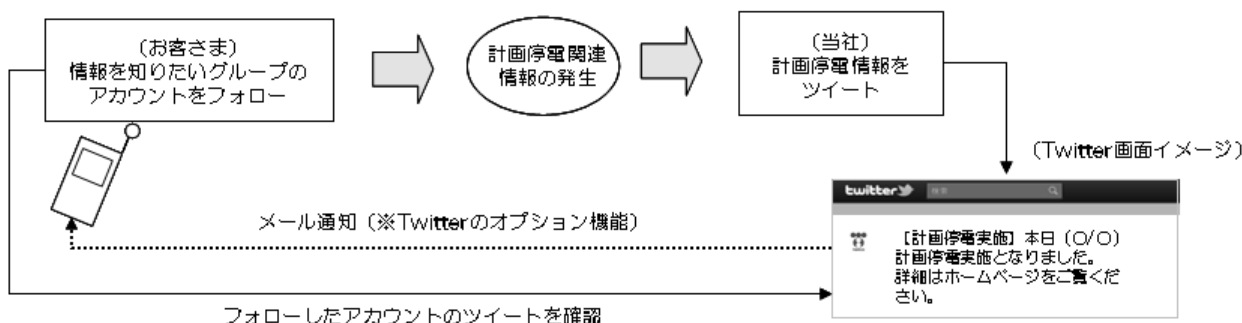 （お客さま）
情報を知りたいグループの
アカウントをフォロー
計画停電関連
情報の発生
（当社）
計画停電情報を
ツイート
（Twitter画面イメージ）
twitter
検索
メール通知（※Twitterのオプション機能）
【計画停電実施】本日（○/○）
計画停電実施となりました。
詳細はホームページをご覧くだ
さい。
フォローしたアカウントのツイートを確認